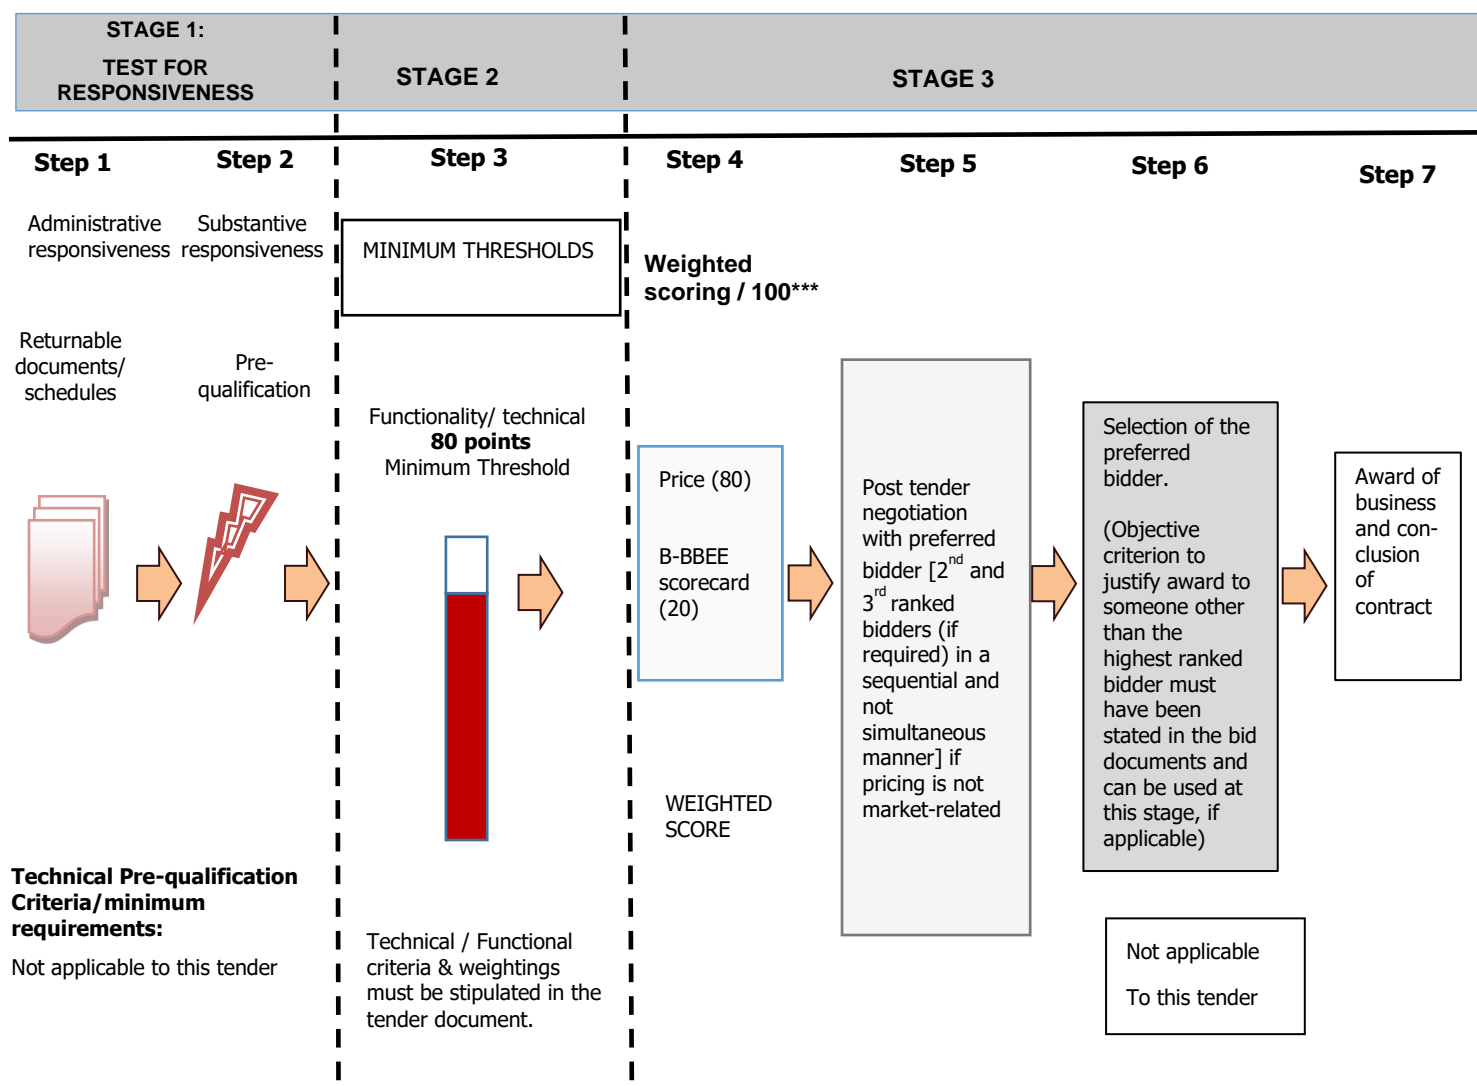 STAGE 1:
TEST FOR
RESPONSIVENESS
STAGE 2
STAGE 3
Step 1
Step 2
Step 3
Step 4
Step 5
Step 6
Step 7
Administrative
responsiveness
Substantive
responsiveness
MINIMUM THRESHOLDS
Weighted
scoring / 100***
Returnable
documents/
schedules
Pre-
qualification
Functionality/ technical
80 points
Minimum Threshold
Price (80)
B-BBEE
scorecard
(20)
WEIGHTED
SCORE
Post tender
negotiation
with preferred
bidder [2nd and
3rd ranked
bidders (if
required) in a
sequential and
not
simultaneous
manner] if
pricing is not
market-related
Selection of the
preferred
bidder.
(Objective
criterion to
justify award to
someone other
than the
highest ranked
bidder must
have been
stated in the bid
documents and
can be used at
this stage, if
applicable)
Award of
business
and con-
clusion
of
contract
Technical Pre-qualification
Criteria/minimum
requirements:
Not applicable to this tender
Technical / Functional
criteria & weightings
must be stipulated in the
tender document.
Not applicable
To this tender